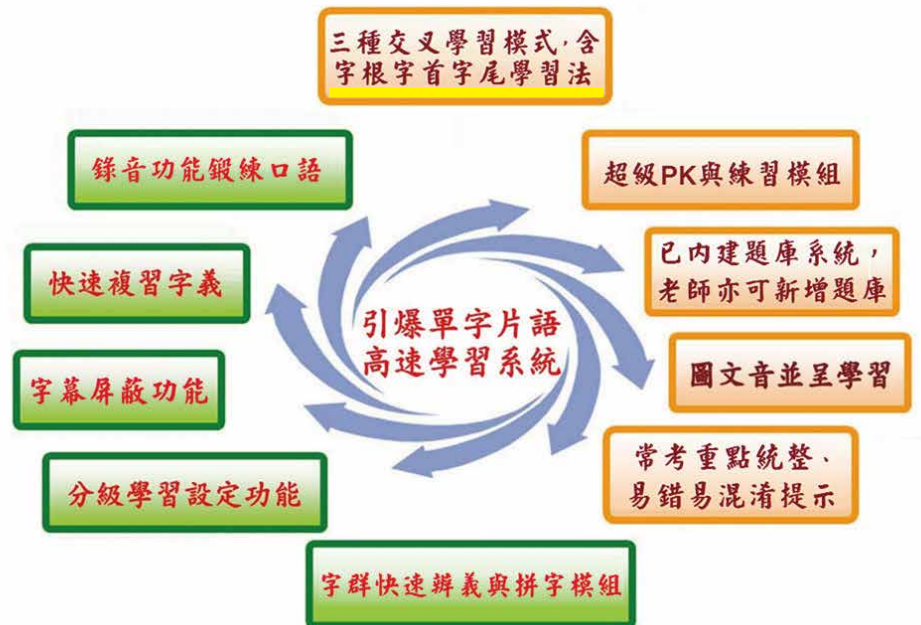 三種交叉學習模式，含
字根字首字尾學習法
錄音功能鍛練口語
超級PK與練習模組
快速複習字義
已內建題庫系統，
老師亦可新增題庫
引爆單字片語
高速學習系統
字幕屏蔽功能
圖文音並呈學習
分級學習設定功能
常考重點統整、
易錯易混淆提示
字群快速辨義與拼字模組